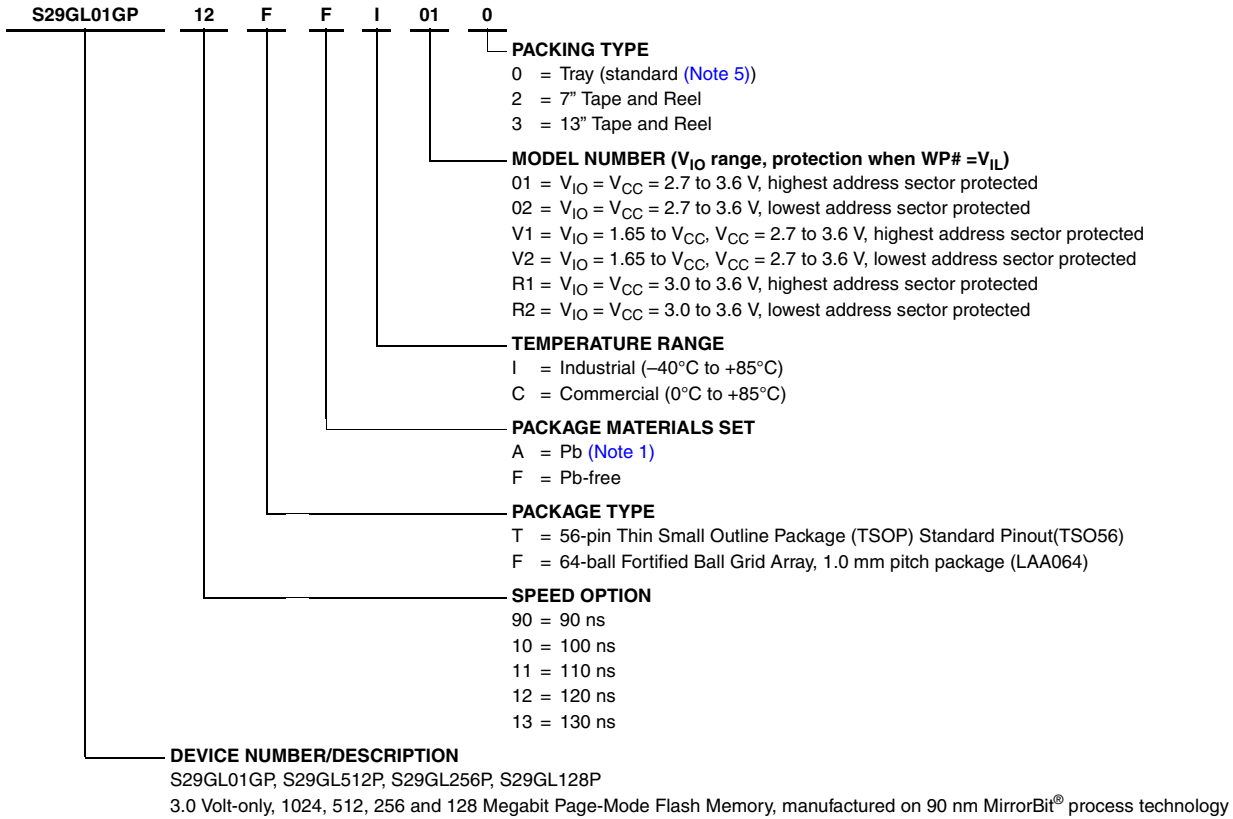 S29GL01GP 12 F F I 01 0
PACKING TYPE
0 = Tray (standard (Note 5))
2 = 7” Tape and Reel
3 = 13” Tape and Reel
MODEL NUMBER (VIO range, protection when WP# =VIL)
01 = VIO = VCC = 2.7 to 3.6 V, highest address sector protected
02 = VIO = VCC = 2.7 to 3.6 V, lowest address sector protected
V1 = VIO = 1.65 to VCC, VCC = 2.7 to 3.6 V, highest address sector protected
V2 = VIO = 1.65 to VCC, VCC = 2.7 to 3.6 V, lowest address sector protected
R1 = VIO = VCC = 3.0 to 3.6 V, highest address sector protected
R2 = VIO = VCC = 3.0 to 3.6 V, lowest address sector protected
TEMPERATURE RANGE
I = Industrial (–40°C to +85°C)
C = Commercial (0°C to +85°C)
PACKAGE MATERIALS SET
A = Pb (Note 1)
F = Pb-free
PACKAGE TYPE
T = 56-pin Thin Small Outline Package (TSOP) Standard Pinout(TSO56)
F = 64-ball Fortified Ball Grid Array, 1.0 mm pitch package (LAA064)
SPEED OPTION
90 = 90 ns
10 = 100 ns
11 = 110 ns
12 = 120 ns
13 = 130 ns
DEVICE NUMBER/DESCRIPTION
S29GL01GP, S29GL512P, S29GL256P, S29GL128P
3.0 Volt-only, 1024, 512, 256 and 128 Megabit Page-Mode Flash Memory, manufactured on 90 nm MirrorBit® process technology